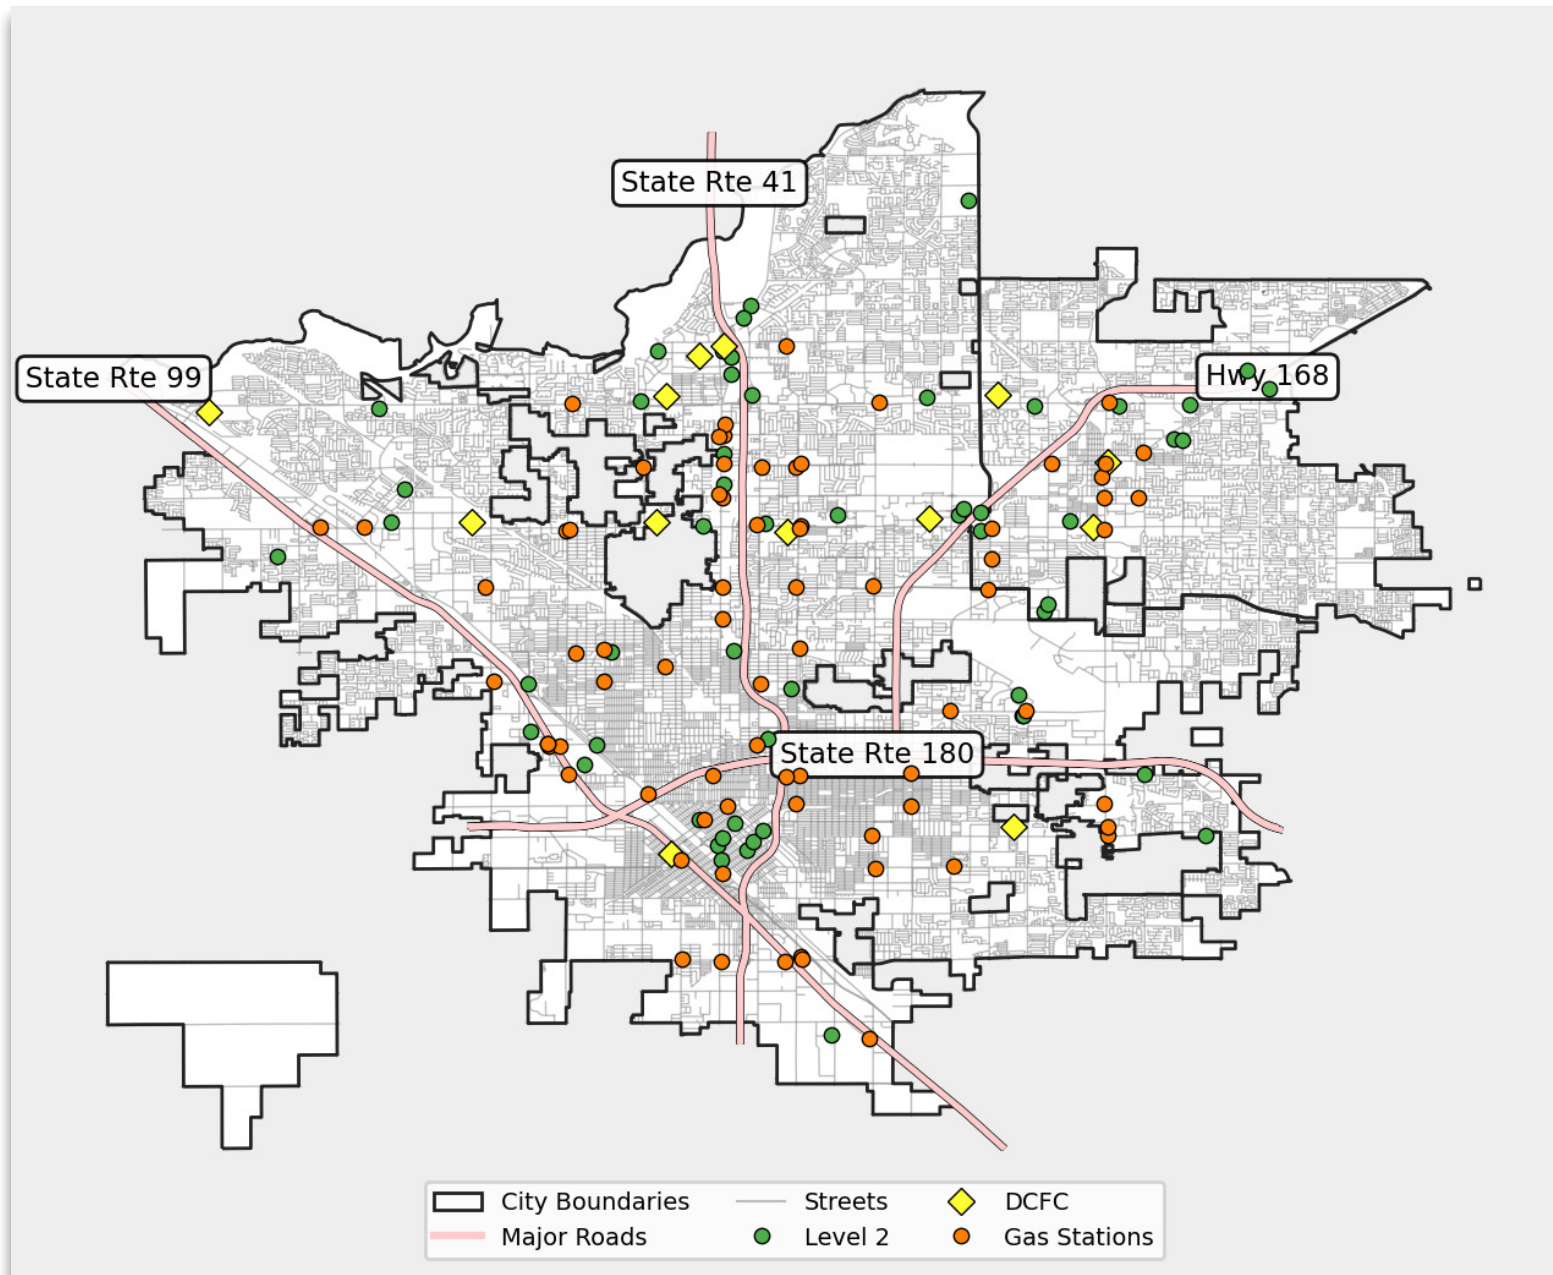 State Rte 41
State Rte 99
Hwy 168
State Rte 180
City Boundaries
Streets
DCFC
Major Roads
Level 2
Gas Stations